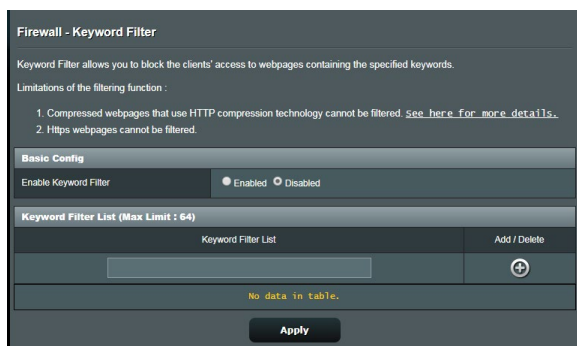 Firewall - Keyword Filter
Keyword Filter allows you to block the clients' access to webpages containing the specified keywords.
Limitations of the filtering function :
1. Compressed webpages that use HTTP compression technology cannot be filtered. See here for more details.
2. Https webpages cannot be filtered.
Basic Config
Enable Keyword Filter Enabled Disabled
Keyword Filter List (Max Limit : 64)
Keyword Filter List Add / Delete
No data in table.
Apply